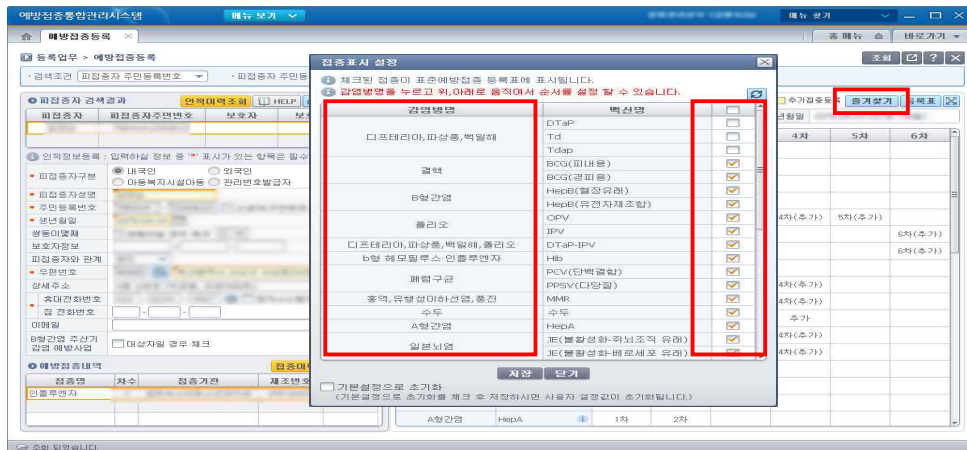 예방접종통합관리시스템
메뉴 보기
메뉴 찾기
예방접종등록
홈 메뉴
바로가기
등록업무 > 예방접종등록
조회
검색조건 피접종자 주민등록번호
피접종자 주민등
피접종자 검색결과
인적이력조회
HELP
추가접종등록
즐겨찾기
등록표
피접종자 피접종자주민번호 보호자
4차 5차 6차
인적정보등록 : 입력하실 정보 중 '*' 표시가 있는 항목은 필수
피접종자구분
내국인 외국인
아동복지시설아동 관리번호발급자
피접종자성명
주민등록번호
생년월일
쌍둥이몇째
보호자정보
피접종자와 관계
우편번호
상세주소
휴대전화번호
집 전화번호
이메일
B형간염 주산기
감염 예방사업
대상자일 경우 체크
예방접종내역
접종명 차수 접종기관 제조번호
인플루엔자
접종표시 설정
체크된 접종이 표준예방접종 등록표에 표시됩니다.
감염병명을 누르고 위,아래로 움직여서 순서를 설정 할 수 있습니다.
감염병명 백신명
디프테리아,파상풍,백일해
DTaP
Td
Tdap
결핵
BCG(피내용)
BCG(경피용)
B형간염
HepB(혈장유래)
HepB(유전자재조합)
폴리오
OPV
IPV
디프테리아,파상풍,백일해,폴리오 DTaP-IPV
b형 헤모필루스 인플루엔자 Hib
폐렴구균
PCV(단백결합)
PPSV(다당질)
홍역,유행성이하선염,풍진 MMR
수두 수두
A형간염 HepA
일본뇌염
JE(불활성화-쥐뇌조직 유래)
JE(불활성화-베로세포 유래)
저장 닫기
기본설정으로 초기화
(기본설정으로 초기화를 체크 후 저장하시면 사용자 설정값이 초기화됩니다.)
4차(추가) 5차(추가)
6차(추가)
6차(추가)
4차(추가)
4차(추가)
추가
4차(추가)
4차(추가)
A형간염 HepA 1차 2차
조회 되었습니다